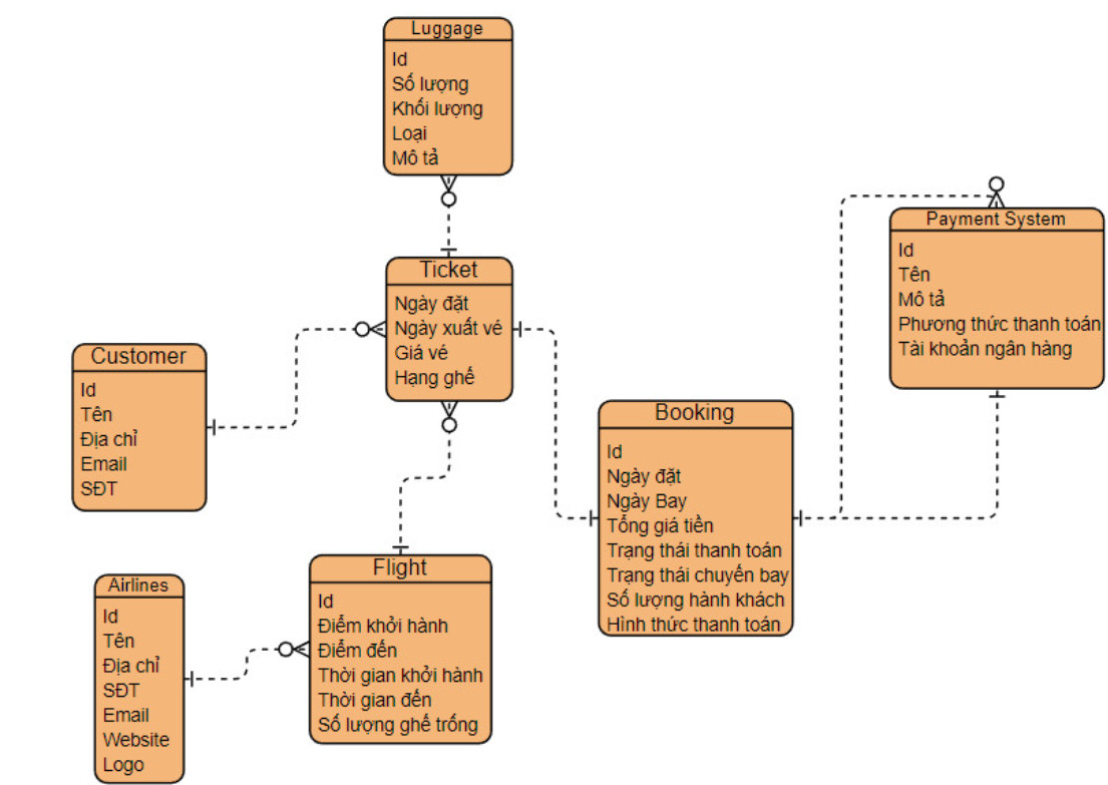 Luggage
Id
Số lượng
Khối lượng
Loại
Mô tả
Ticket
Ngày đặt
Ngày xuất vé
Giá vé
Hạng ghế
Customer
Id
Tên
Địa chỉ
Email
SĐT
Payment System
Id
Tên
Mô tả
Phương thức thanh toán
Tài khoản ngân hàng
Booking
Id
Ngày đặt
Ngày Bay
Tổng giá tiền
Trạng thái thanh toán
Trạng thái chuyến bay
Số lượng hành khách
Hình thức thanh toán
Flight
Id
Điểm khởi hành
Điểm đến
Thời gian khởi hành
Thời gian đến
Số lượng ghế trống
Airlines
Id
Tên
Địa chỉ
SĐT
Email
Website
Logo